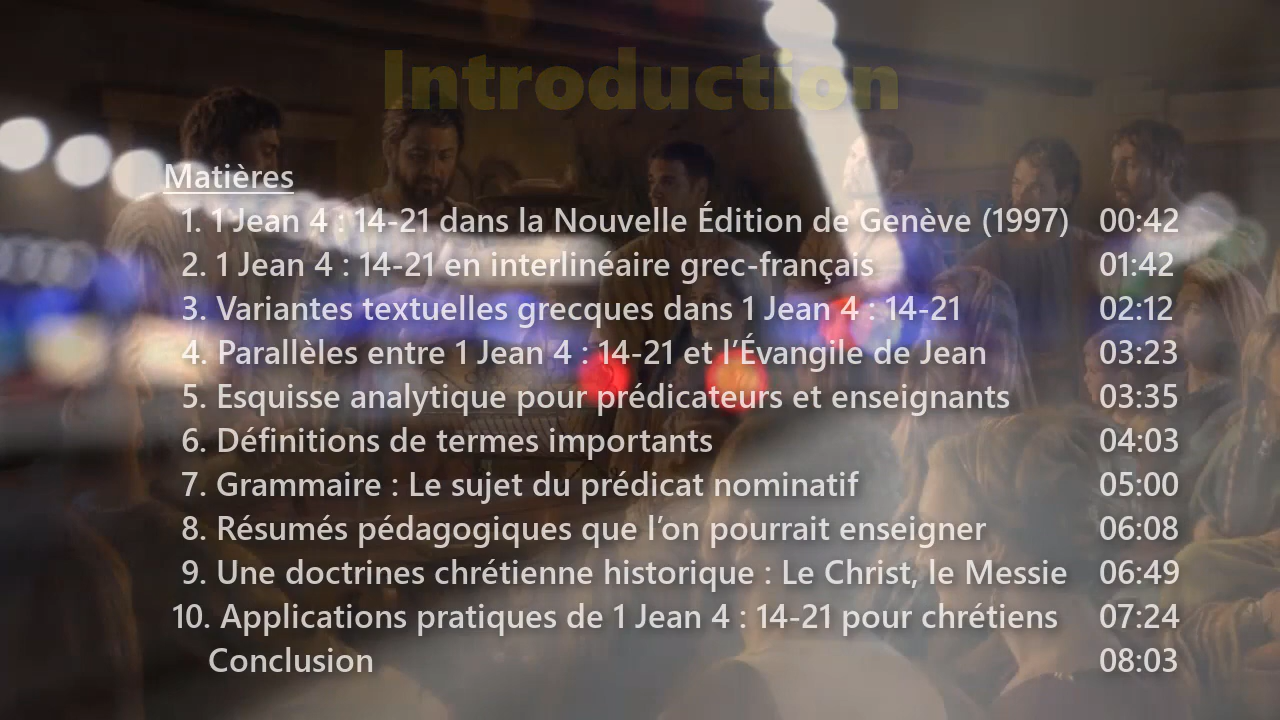 Introduction
Matières
1. 1 Jean 4 : 14-21 dans la Nouvelle Édition de Genève (1997) 00:42
2. 1 Jean 4 : 14-21 en interlinéaire grec-français 01:42
3. Variantes textuelles grecques dans 1 Jean 4 : 14-21 02:12
4. Parallèles entre 1 Jean 4 : 14-21 et l’Évangile de Jean 03:23
5. Esquisse analytique pour prédicateurs et enseignants 03:35
6. Définitions de termes importants 04:03
7. Grammaire : Le sujet du prédicat nominatif 05:00
8. Résumés pédagogiques que l’on pourrait enseigner 06:08
9. Une doctrines chrétienne historique : Le Christ, le Messie 06:49
10. Applications pratiques de 1 Jean 4 : 14-21 pour chrétiens 07:24
Conclusion 08:03